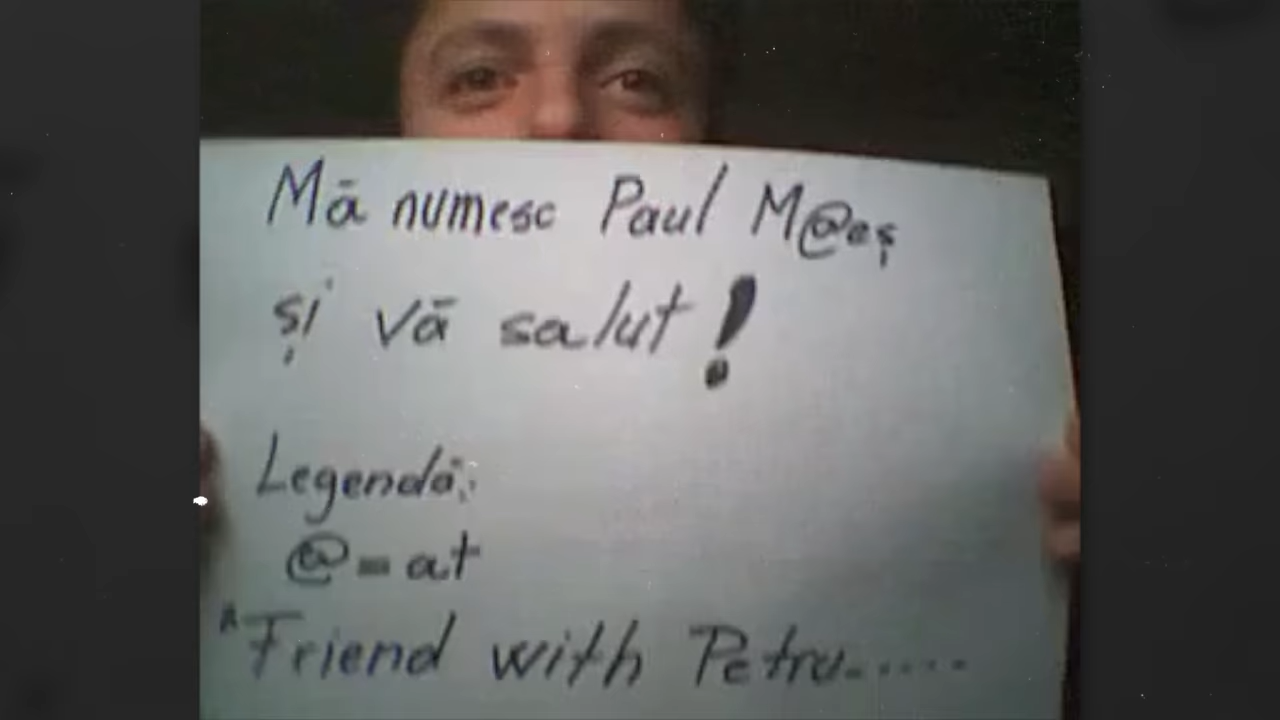 Mă numesc Paul M@eș
și vă salut!
Legendă:
@=at
"Friend with Petru.....